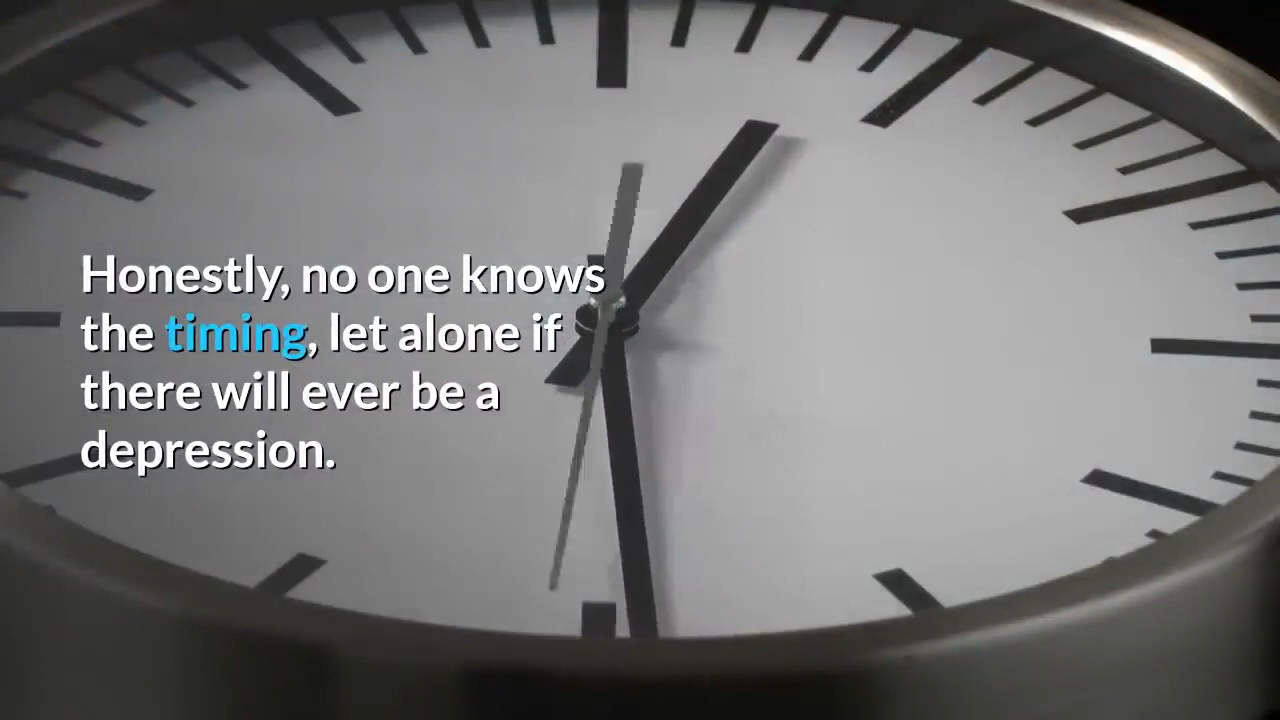 Honestly, no one knows
the timing, let alone if
there will ever be a
depression.